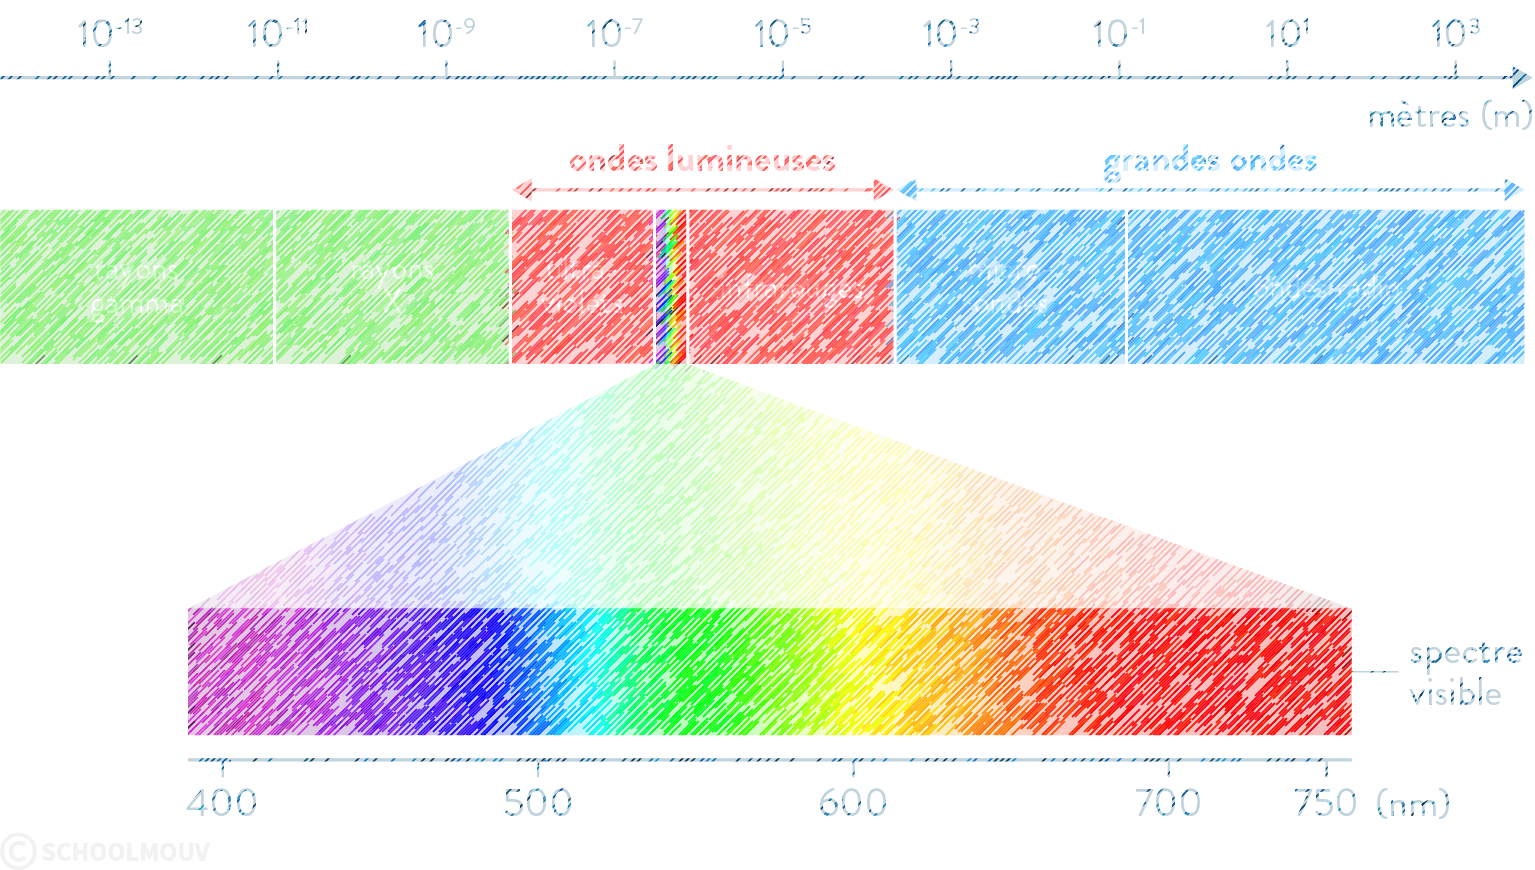 10⁻¹³ 10⁻¹¹ 10⁻⁹ 10⁻⁷ 10⁻⁵ 10⁻³ 10⁻¹ 10¹ 10³
mètres (m)
ondes lumineuses grandes ondes
rayons
gamma
rayons
X
ultra-
violets
infrarouges
micro-
ondes
ondes radio
spectre
visible
400 500 600 700 750 (nm)
© SCHOOLMOUV